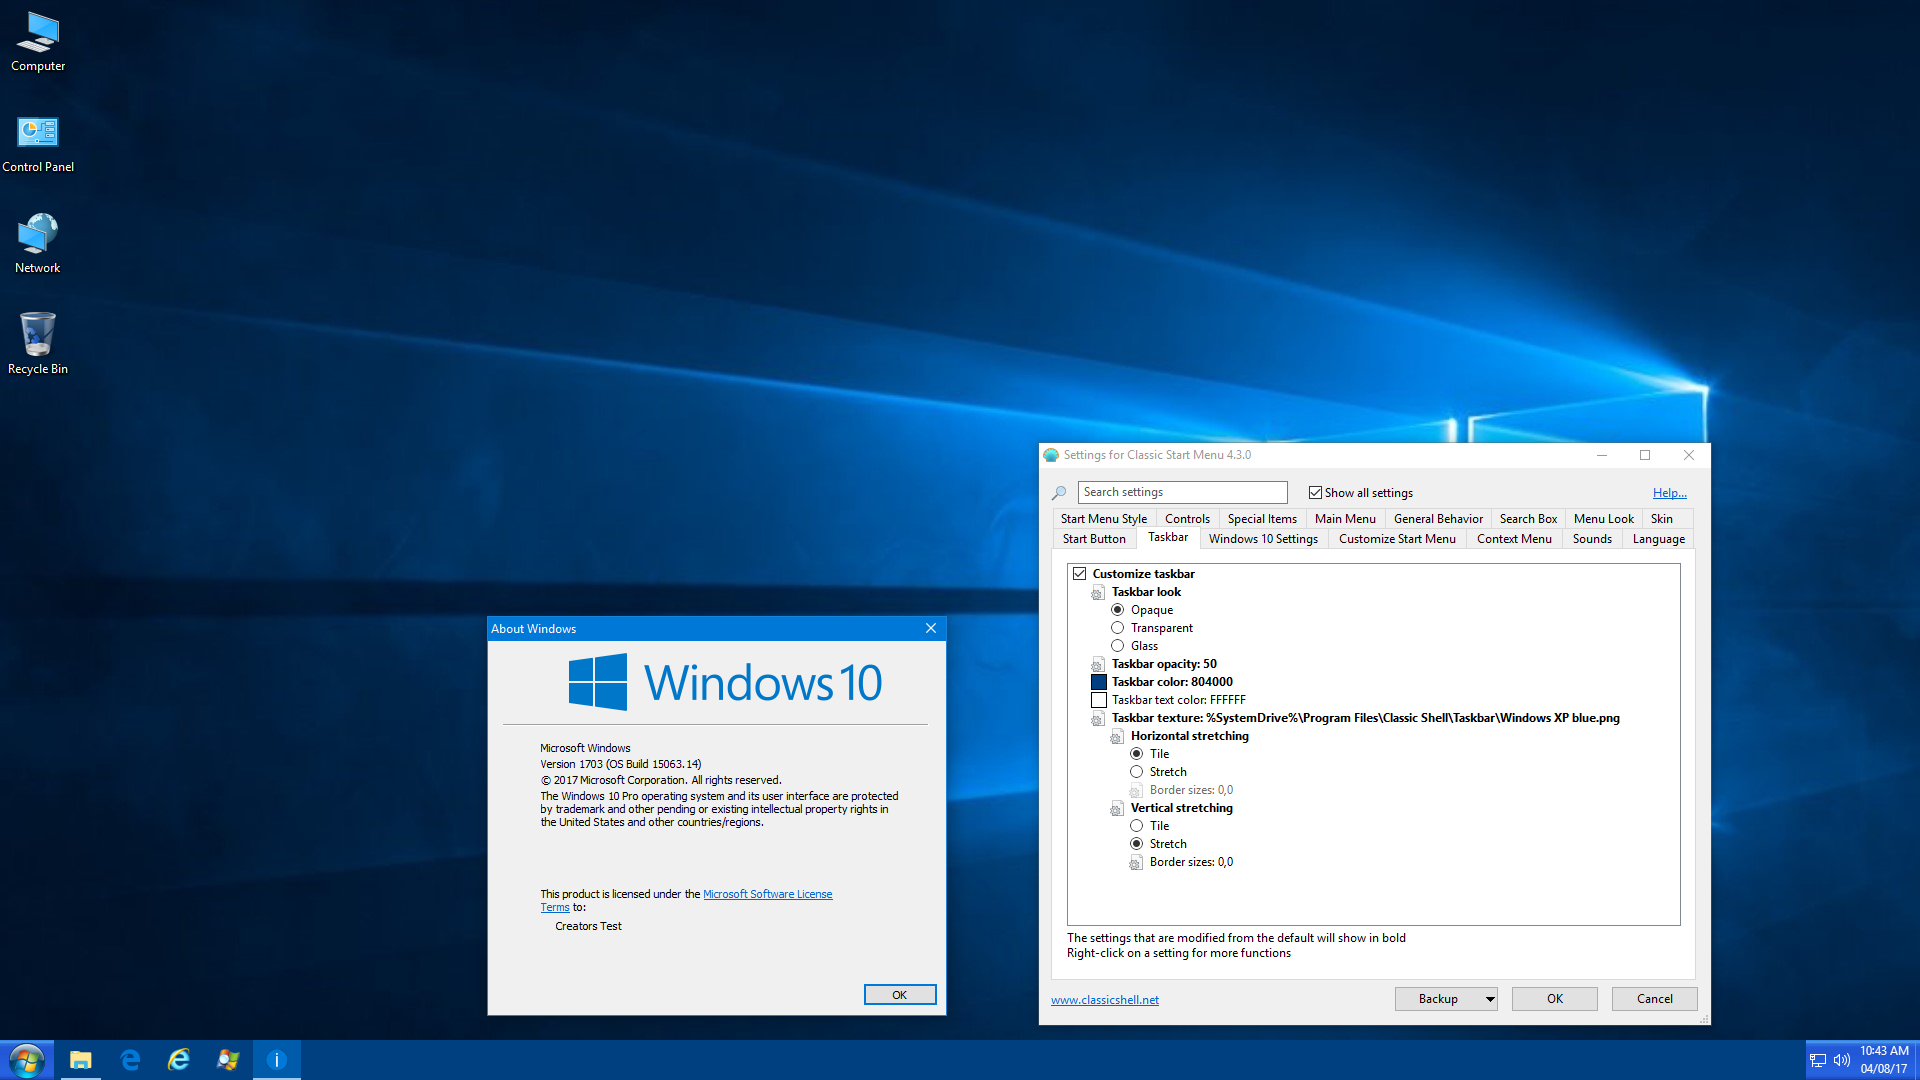 Computer
Control Panel
Network
Recycle Bin
About Windows
Windows 10
Microsoft Windows
Version 1703 (OS Build 15063.14)
© 2017 Microsoft Corporation. All rights reserved.
The Windows 10 Pro operating system and its user interface are protected
by trademark and other pending or existing intellectual property rights in
the United States and other countries/regions.
This product is licensed under the Microsoft Software License
Terms to:
Creators Test
OK
Settings for Classic Start Menu 4.3.0
Search settings
Show all settings
Help...
Start Menu Style Controls Special Items Main Menu General Behavior Search Box Menu Look Skin
Start Button Taskbar Windows 10 Settings Customize Start Menu Context Menu Sounds Language
Customize taskbar
Taskbar look
Opaque
Transparent
Glass
Taskbar opacity: 50
Taskbar color: 804000
Taskbar text color: FFFFFF
Taskbar texture: %SystemDrive%\Program Files\Classic Shell\Taskbar\Windows XP blue.png
Horizontal stretching
Tile
Stretch
Border sizes: 0,0
Vertical stretching
Tile
Stretch
Border sizes: 0,0
The settings that are modified from the default will show in bold
Right-click on a setting for more functions
www.classicshell.net
Backup
OK
Cancel
10:43 AM
04/08/17